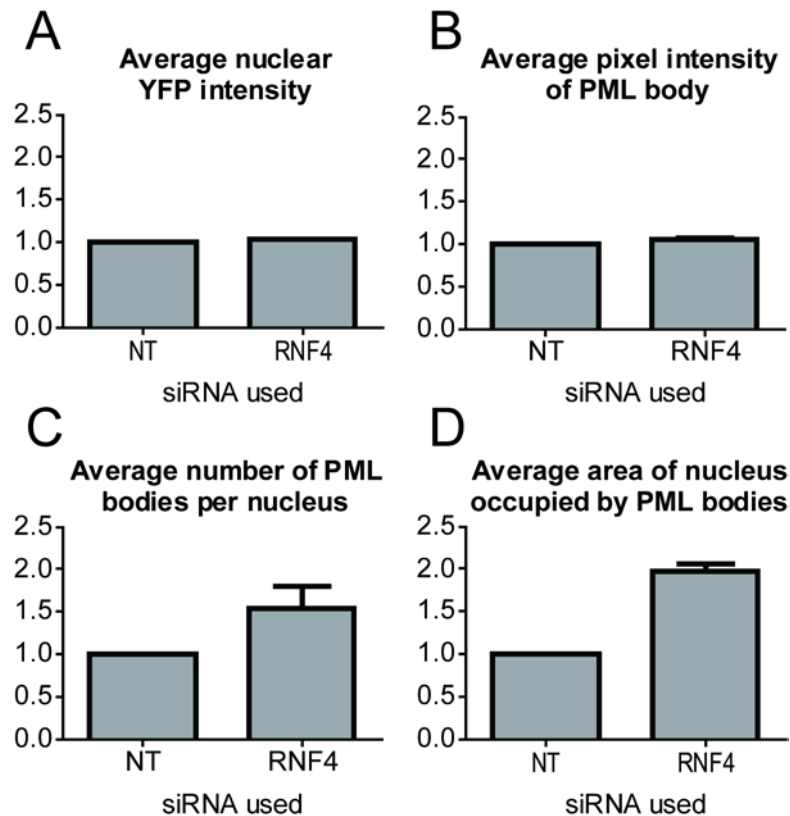 A
Average nuclear
YFP intensity
2.5
2.0
1.5
1.0
0.5
0.0
NT RNF4
siRNA used
B
Average pixel intensity
of PML body
2.5
2.0
1.5
1.0
0.5
0.0
NT RNF4
siRNA used
C
Average number of PML
bodies per nucleus
2.5
2.0
1.5
1.0
0.5
0.0
NT RNF4
siRNA used
D
Average area of nucleus
occupied by PML bodies
2.5
2.0
1.5
1.0
0.5
0.0
NT RNF4
siRNA used